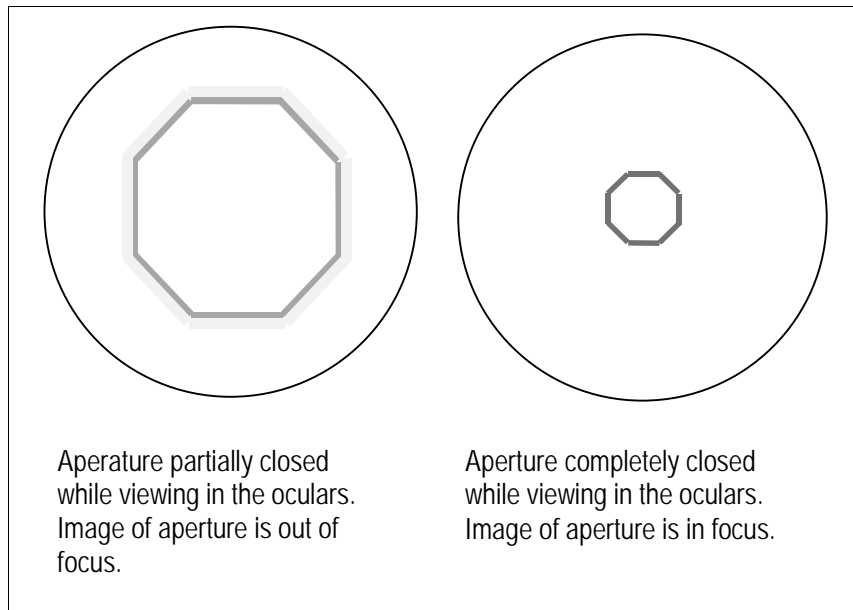 Aperature partially closed
while viewing in the oculars.
Image of aperture is out of
focus.
Aperture completely closed
while viewing in the oculars.
Image of aperture is in focus.